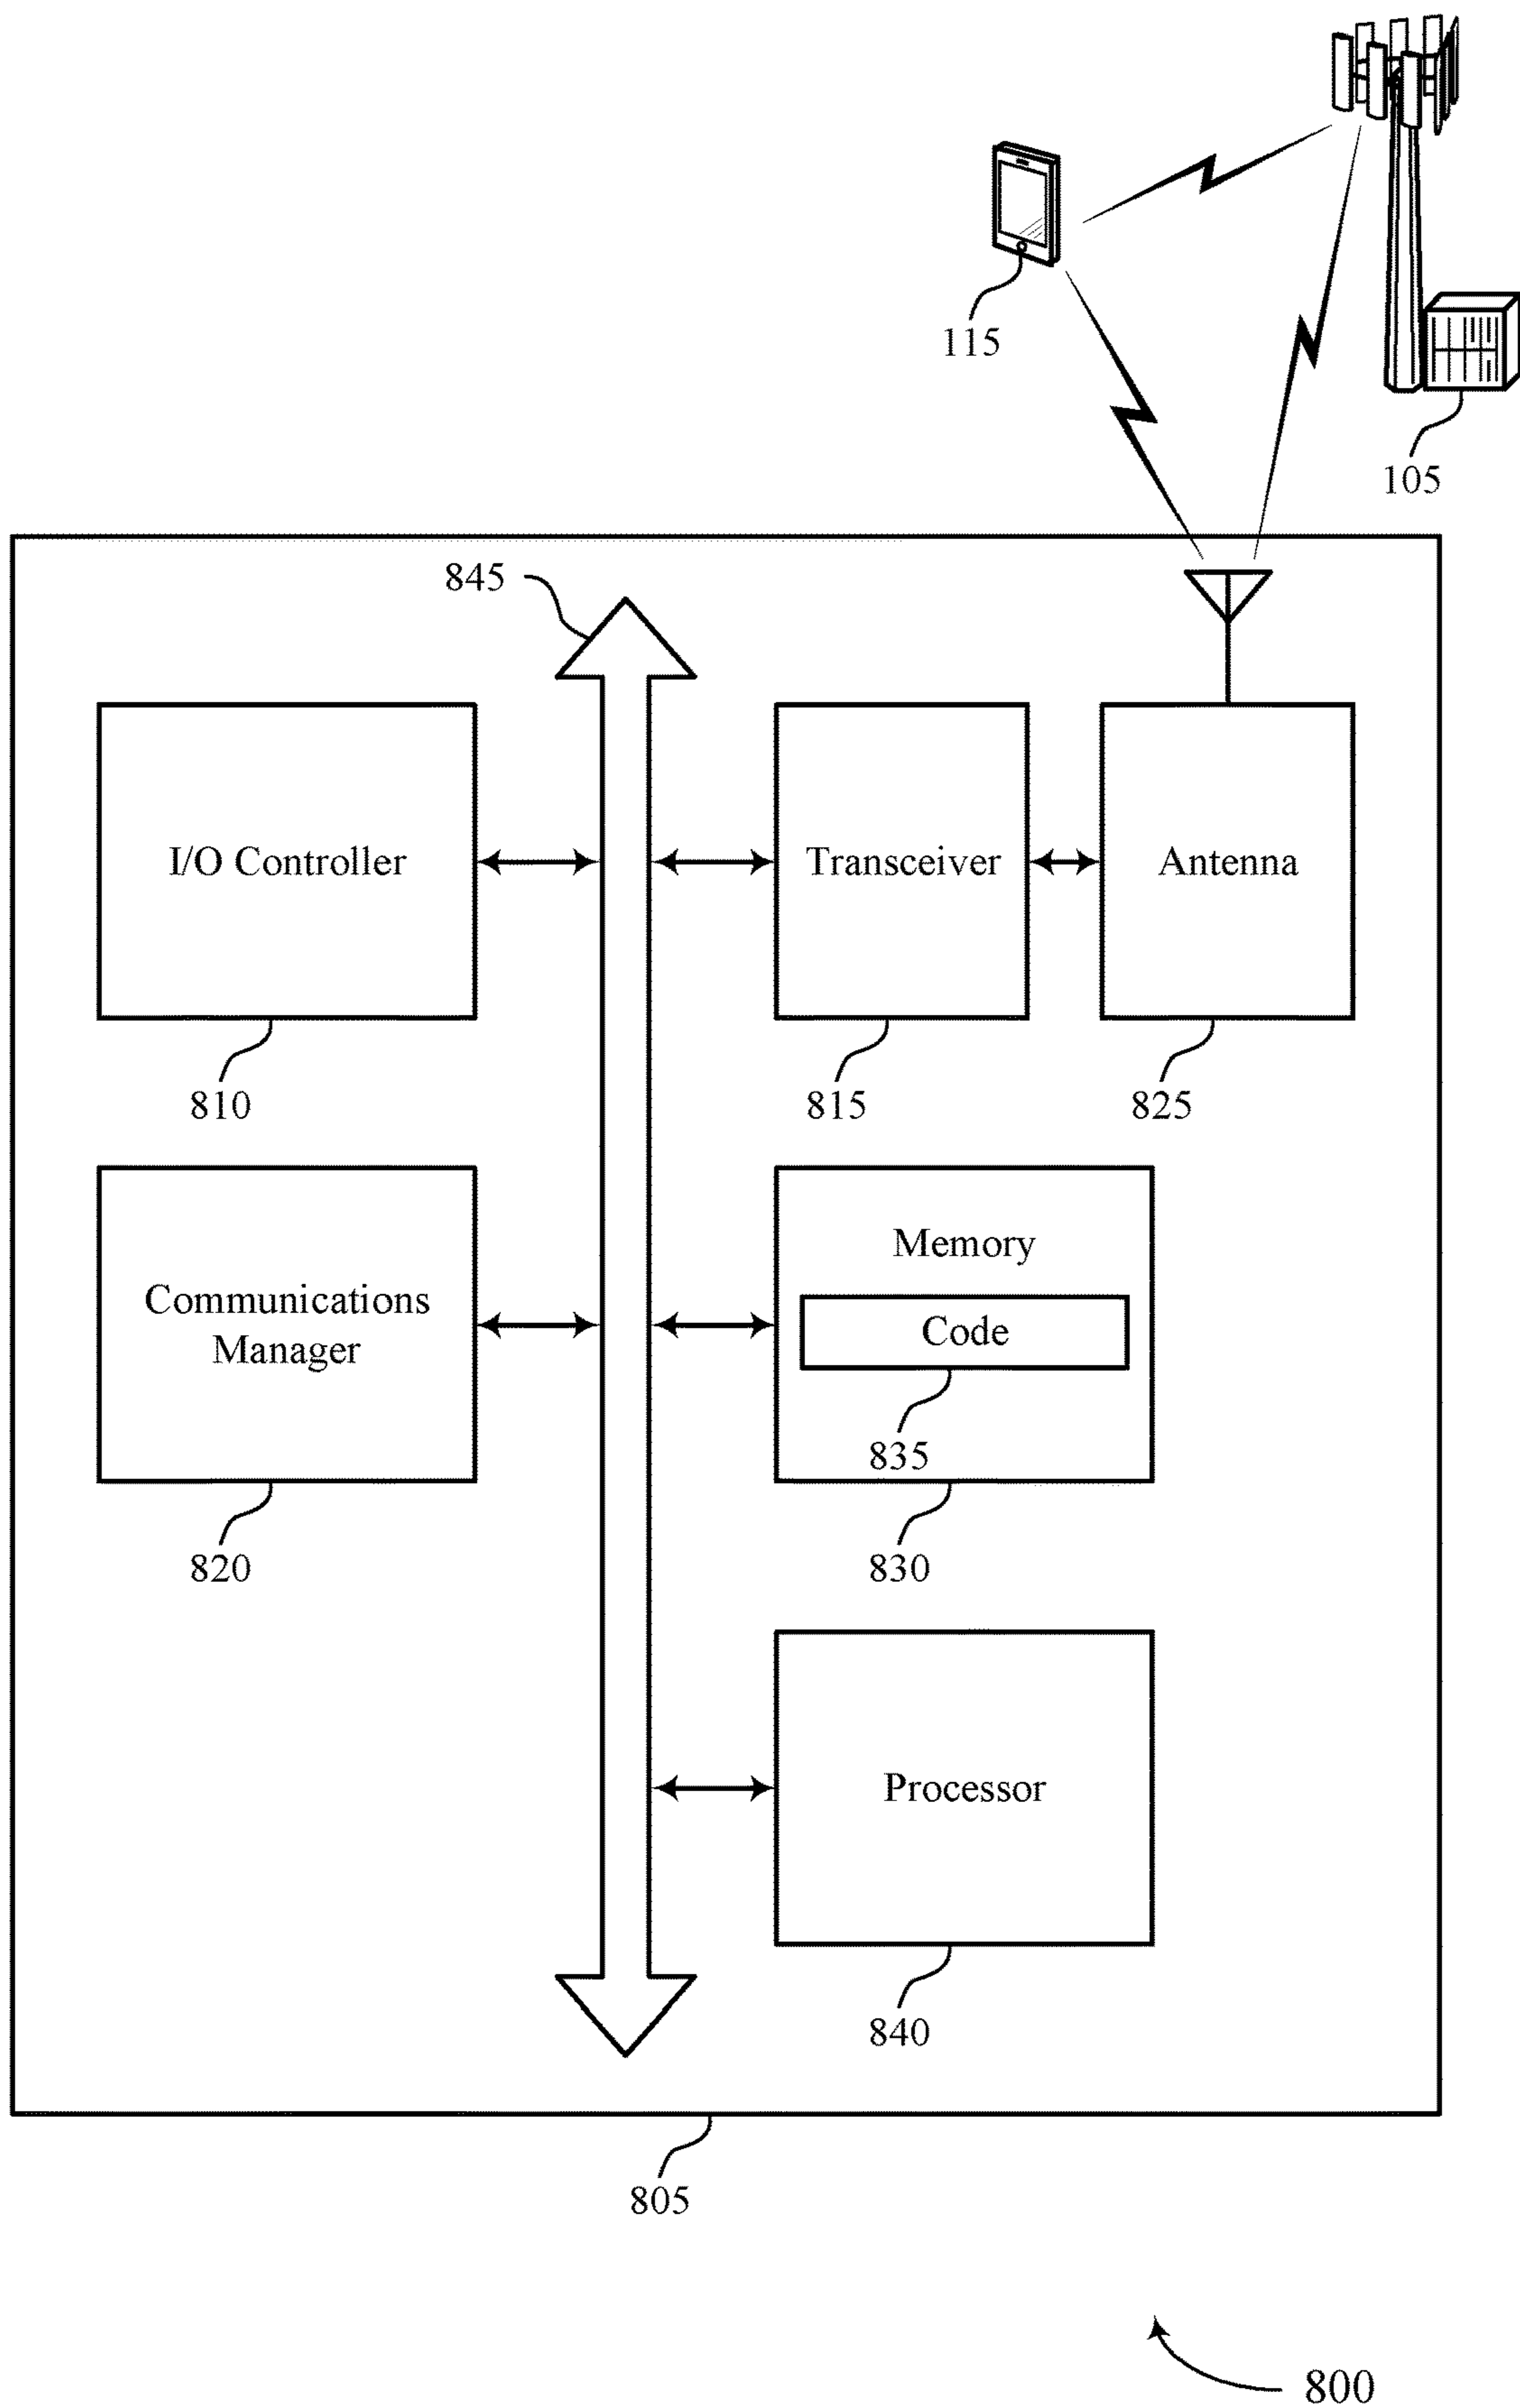 115
105
845
I/O Controller
Transceiver
Antenna
810
815
825
Communications
Manager
Memory
Code
835
820
830
Processor
840
805
800